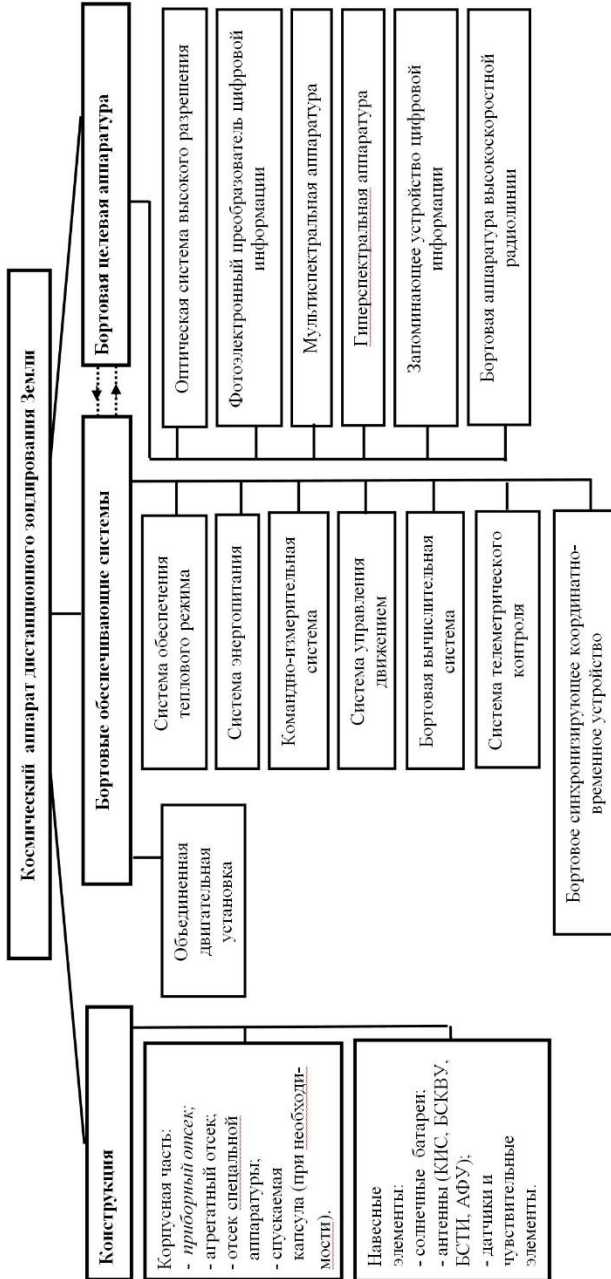 Космический аппарат дистанционного зондирования Земли
Конструкция
Корпусная часть:
- приборный отсек;
- агрегатный отсек;
- отсек спецальной
аппаратуры;
- спускаемая
капсула (при необходи-
мости).
Навесные
элементы:
- солнечные батареи;
- антенны (КИС, БСКВУ,
БСТИ, АФУ);
- датчики и
чувствительные
элементы.
Бортовые обеспечивающие системы
Объединенная
двигательная
установка
Система обеспечения
теплового режима
Система энергопитания
Командно-измерительная
система
Система управления
движением
Бортовая вычислительная
система
Система телеметрического
контроля
Бортовое синхронизирующее координатно-
временное устройство
Бортовая целевая аппаратура
Оптическая система высокого разрешения
Фотоэлектронный преобразователь цифровой
информации
Мультиспектральная аппаратура
Гиперспектральная аппаратура
Запоминающее устройство цифровой
информации
Бортовая аппаратура высокоскоростной
радиолинии